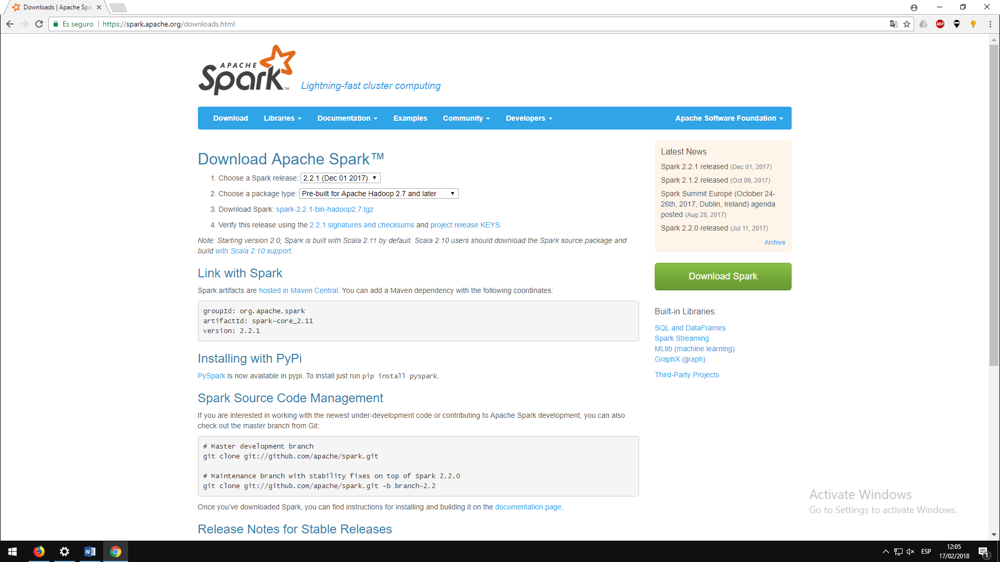 Downloads | Apache Spa
Es seguro
https://spark.apache.org/downloads.html
ABP
APACHE
Spark™
Lightning-fast cluster computing
Download Libraries Documentation Examples Community Developers Apache Software Foundation
Download Apache Spark™
1. Choose a Spark release: 2.2.1 (Dec 01 2017)
2. Choose a package type: Pre-built for Apache Hadoop 2.7 and later
3. Download Spark: spark-2.2.1-bin-hadoop2.7.tgz
4. Verify this release using the 2.2.1 signatures and checksums and project release KEYS.
Note: Starting version 2.0, Spark is built with Scala 2.11 by default. Scala 2.10 users should download the Spark source package and
build with Scala 2.10 support.
Link with Spark
Spark artifacts are hosted in Maven Central. You can add a Maven dependency with the following coordinates:
groupId: org.apache.spark
artifactId: spark-core_2.11
version: 2.2.1
Installing with PyPi
PySpark is now available in pypi. To install just run pip install pyspark.
Spark Source Code Management
If you are interested in working with the newest under-development code or contributing to Apache Spark development, you can also
check out the master branch from Git:
# Master development branch
git clone git://github.com/apache/spark.git
# Maintenance branch with stability fixes on top of Spark 2.2.0
git clone git://github.com/apache/spark.git -b branch-2.2
Once you’ve downloaded Spark, you can find instructions for installing and building it on the documentation page.
Release Notes for Stable Releases
Latest News
Spark 2.2.1 released (Dec 01, 2017)
Spark 2.1.2 released (Oct 09, 2017)
Spark Summit Europe (October 24-
26th, 2017, Dublin, Ireland) agenda
posted (Aug 28, 2017)
Spark 2.2.0 released (Jul 11, 2017)
Archive
Download Spark
Built-in Libraries:
SQL and DataFrames
Spark Streaming
MLlib (machine learning)
GraphX (graph)
Third-Party Projects
Activate Windows
Go to Settings to activate Windows.
ESP
12:05
17/02/2018
1